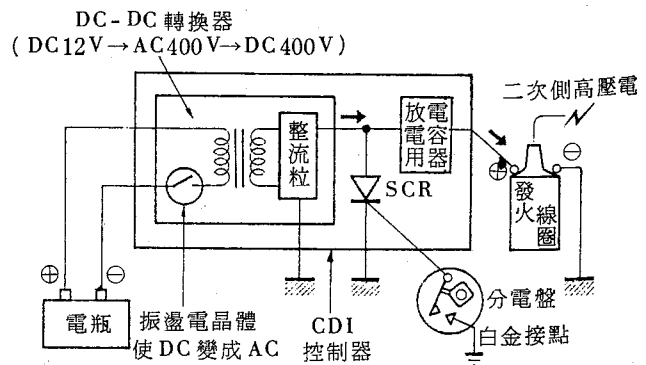 DC-DC轉換器
(DC12V→AC400V→DC400V)
二次側高壓電
整流粒
放電用電容器
⊕
⊖
發火線圈
SCR
⊕ ⊖
電瓶
振盪電晶體
使DC變成AC
CDI
控制器
分電盤
白金接點